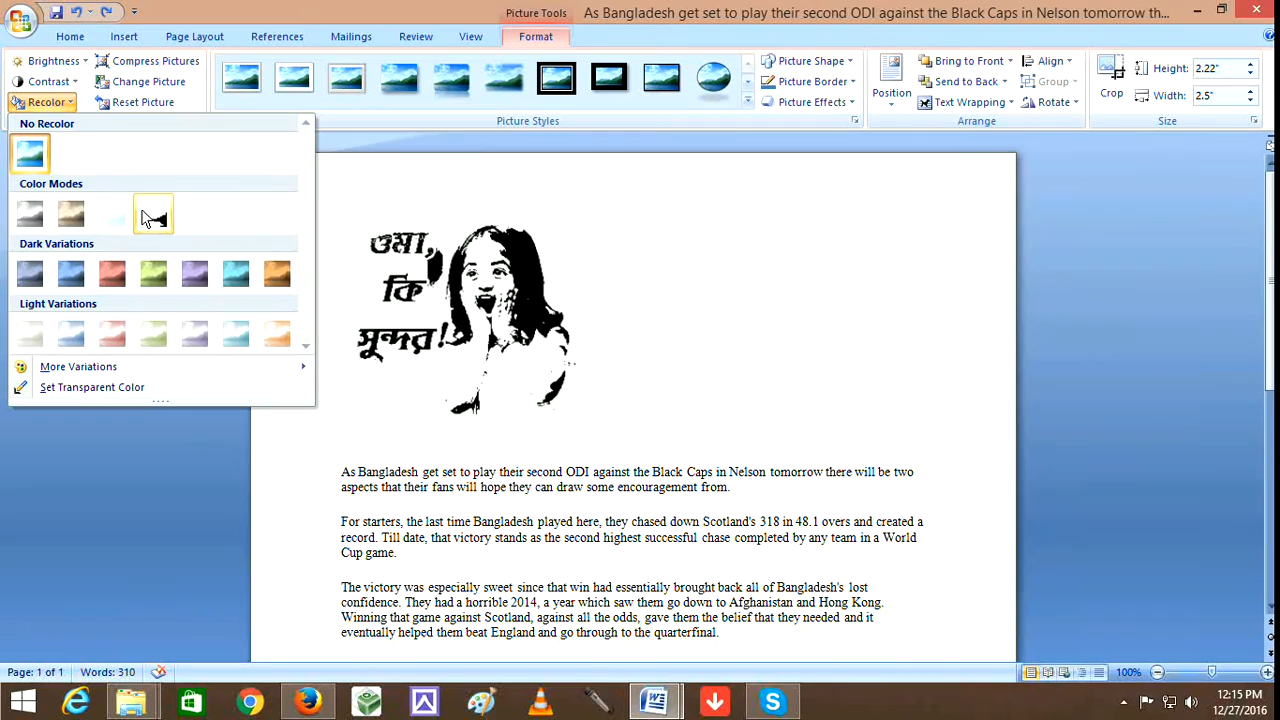 Picture Tools
As Bangladesh get set to play their second ODI against the Black Caps in Nelson tomorrow th...
Home Insert Page Layout References Mailings Review View Format
Brightness Compress Pictures
Contrast Change Picture
Recolor Reset Picture
Picture Styles
Picture Shape
Picture Border
Picture Effects
Position
Bring to Front
Send to Back
Text Wrapping
Align
Group
Rotate
Arrange
Crop
Height: 2.22"
Width: 2.5"
Size
No Recolor
Color Modes
Dark Variations
Light Variations
More Variations
Set Transparent Color
ওমা,
কি
সুন্দর!
As Bangladesh get set to play their second ODI against the Black Caps in Nelson tomorrow there will be two
aspects that their fans will hope they can draw some encouragement from.
For starters, the last time Bangladesh played here, they chased down Scotland's 318 in 48.1 overs and created a
record. Till date, that victory stands as the second highest successful chase completed by any team in a World
Cup game.
The victory was especially sweet since that win had essentially brought back all of Bangladesh's lost
confidence. They had a horrible 2014, a year which saw them go down to Afghanistan and Hong Kong.
Winning that game against Scotland, against all the odds, gave them the belief that they needed and it
eventually helped them beat England and go through to the quarterfinal.
Page: 1 of 1 Words: 310 100%
12:15 PM
12/27/2016